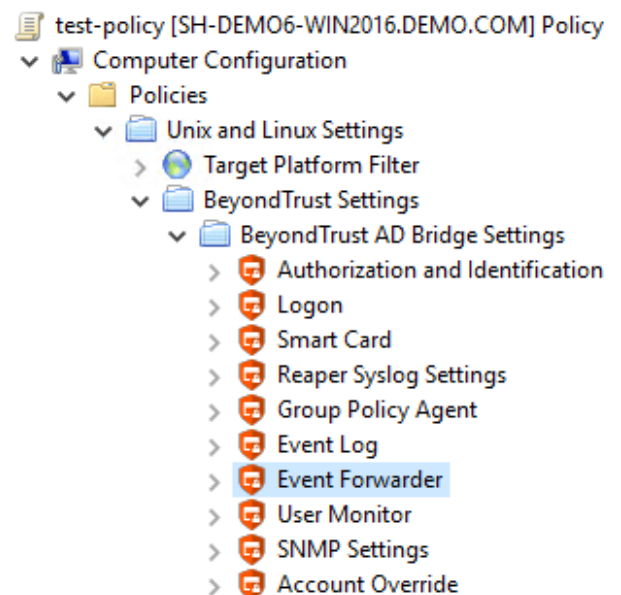 test-policy [SH-DEMO6-WIN2016.DEMO.COM] Policy
Computer Configuration
Policies
Unix and Linux Settings
Target Platform Filter
BeyondTrust Settings
BeyondTrust AD Bridge Settings
Authorization and Identification
Logon
Smart Card
Reaper Syslog Settings
Group Policy Agent
Event Log
Event Forwarder
User Monitor
SNMP Settings
Account Override